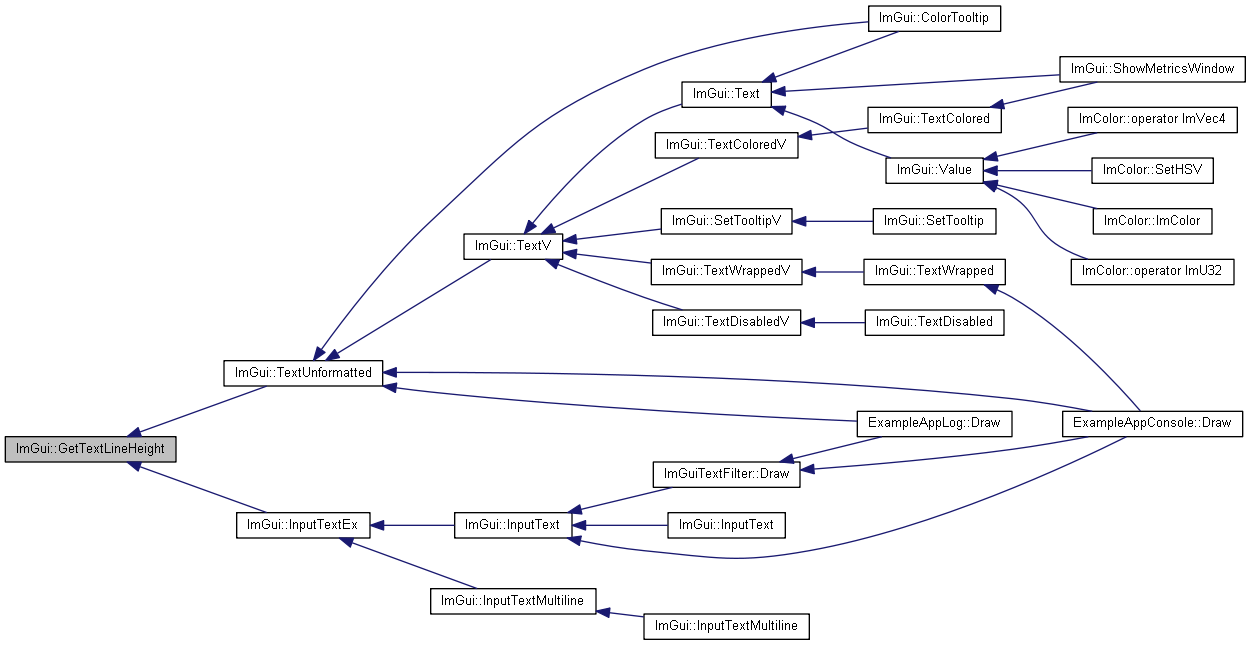 ImGui::ColorTooltip
ImGui::ShowMetricsWindow
ImGui::Text
ImGui::TextColored
ImColor::operator ImVec4
ImGui::TextColoredV
ImGui::Value
ImColor::SetHSV
ImGui::SetTooltipV
ImGui::SetTooltip
ImColor::ImColor
ImGui::TextV
ImGui::TextWrappedV
ImGui::TextWrapped
ImColor::operator ImU32
ImGui::TextDisabledV
ImGui::TextDisabled
ImGui::TextUnformatted
ExampleAppLog::Draw
ExampleAppConsole::Draw
ImGui::GetTextLineHeight
ImGuiTextFilter::Draw
ImGui::InputTextEx
ImGui::InputText
ImGui::InputText
ImGui::InputTextMultiline
ImGui::InputTextMultiline